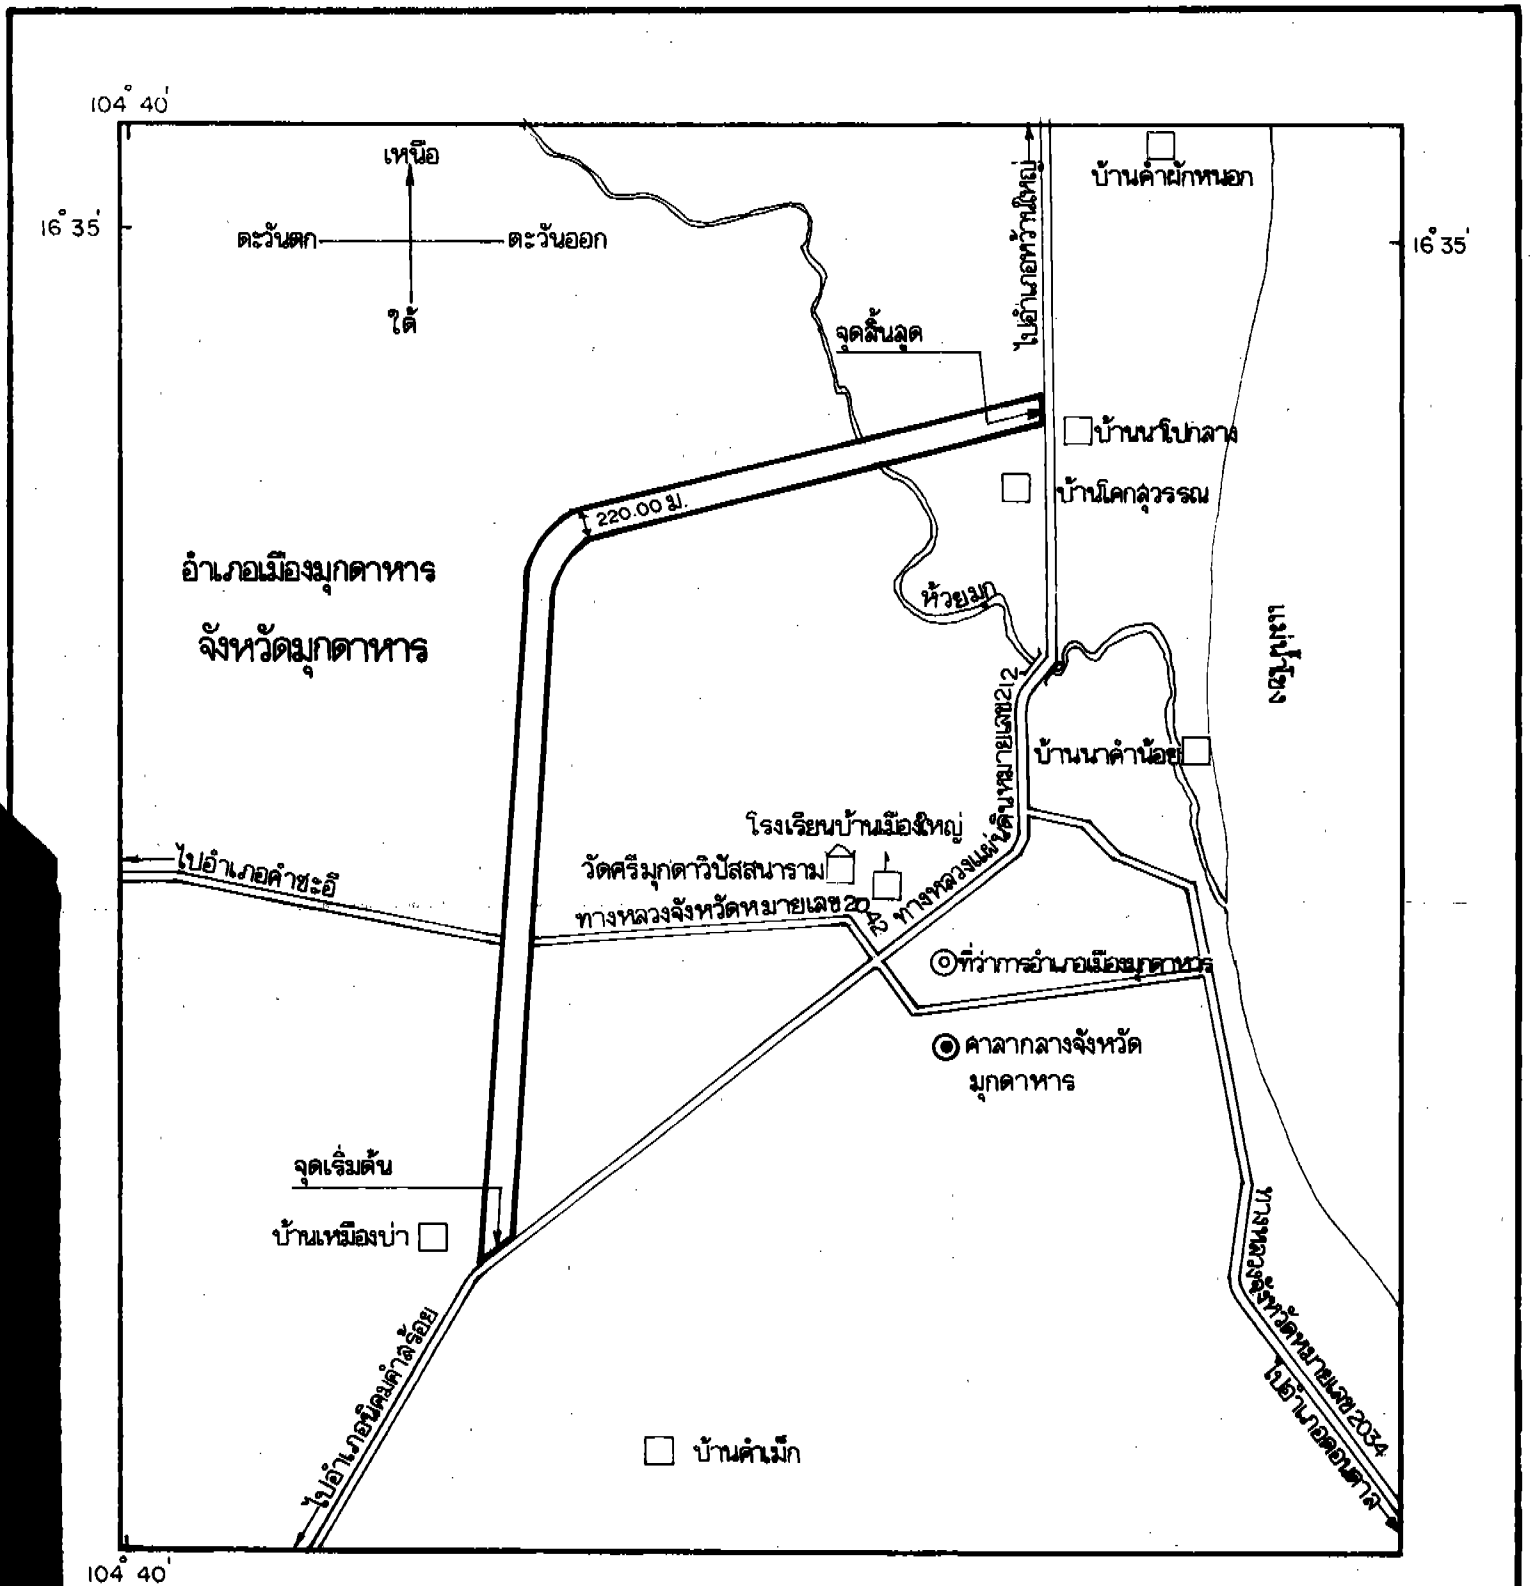 104° 40'
เหนือ
บ้านคำผักหนอก
16° 35'
ตะวันตก
ตะวันออก
16° 35'
ใต้
ไปอำเภอหว้านใหญ่
จุดสิ้นสุด
บ้านนาโปกลาง
บ้านโคกสุวรรณ
220.00 ม.
อำเภอเมืองมุกดาหาร
ห้วยมุก
จังหวัดมุกดาหาร
แม่น้ำโขง
บ้านนาคำน้อย
ทางหลวงแผ่นดินหมายเลข212
โรงเรียนบ้านเมืองใหญ่
วัดศรีมุกดาวิปัสสนาราม
ไปอำเภอคำชะอี
ทางหลวงจังหวัดหมายเลข 2042
ที่ว่าการอำเภอเมืองมุกดาหาร
ศาลากลางจังหวัด
มุกดาหาร
จุดเริ่มต้น
บ้านเหมืองบ่า
ทางหลวงจังหวัดหมายเลข 2034
ไปอำเภอนิคมคำสร้อย
ไปอำเภอดอนตาล
บ้านคำเม็ก
104° 40'